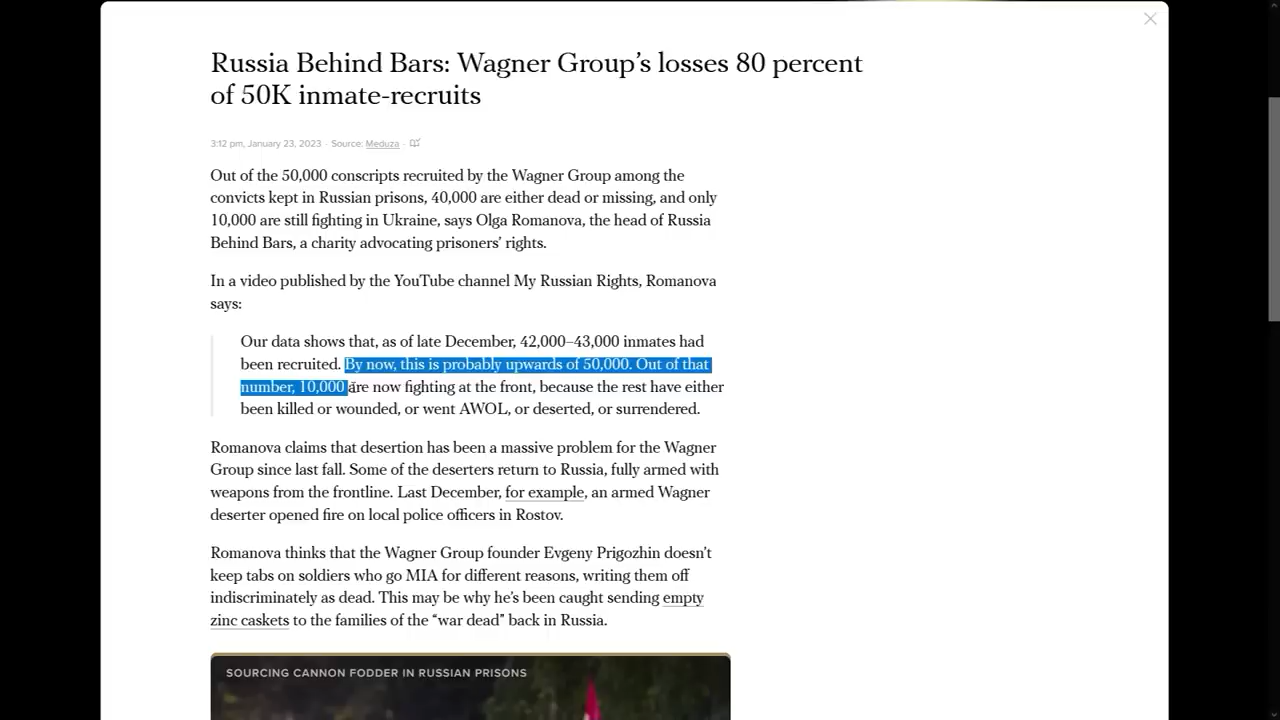 Russia Behind Bars: Wagner Group’s losses 80 percent
of 50K inmate-recruits
3:12 pm, January 23, 2023 · Source: Meduza ·
Out of the 50,000 conscripts recruited by the Wagner Group among the
convicts kept in Russian prisons, 40,000 are either dead or missing, and only
10,000 are still fighting in Ukraine, says Olga Romanova, the head of Russia
Behind Bars, a charity advocating prisoners’ rights.
In a video published by the YouTube channel My Russian Rights, Romanova
says:
Our data shows that, as of late December, 42,000–43,000 inmates had
been recruited. By now, this is probably upwards of 50,000. Out of that
number, 10,000 are now fighting at the front, because the rest have either
been killed or wounded, or went AWOL, or deserted, or surrendered.
Romanova claims that desertion has been a massive problem for the Wagner
Group since last fall. Some of the deserters return to Russia, fully armed with
weapons from the frontline. Last December, for example, an armed Wagner
deserter opened fire on local police officers in Rostov.
Romanova thinks that the Wagner Group founder Evgeny Prigozhin doesn’t
keep tabs on soldiers who go MIA for different reasons, writing them off
indiscriminately as dead. This may be why he’s been caught sending empty
zinc caskets to the families of the “war dead” back in Russia.
SOURCING CANNON FODDER IN RUSSIAN PRISONS